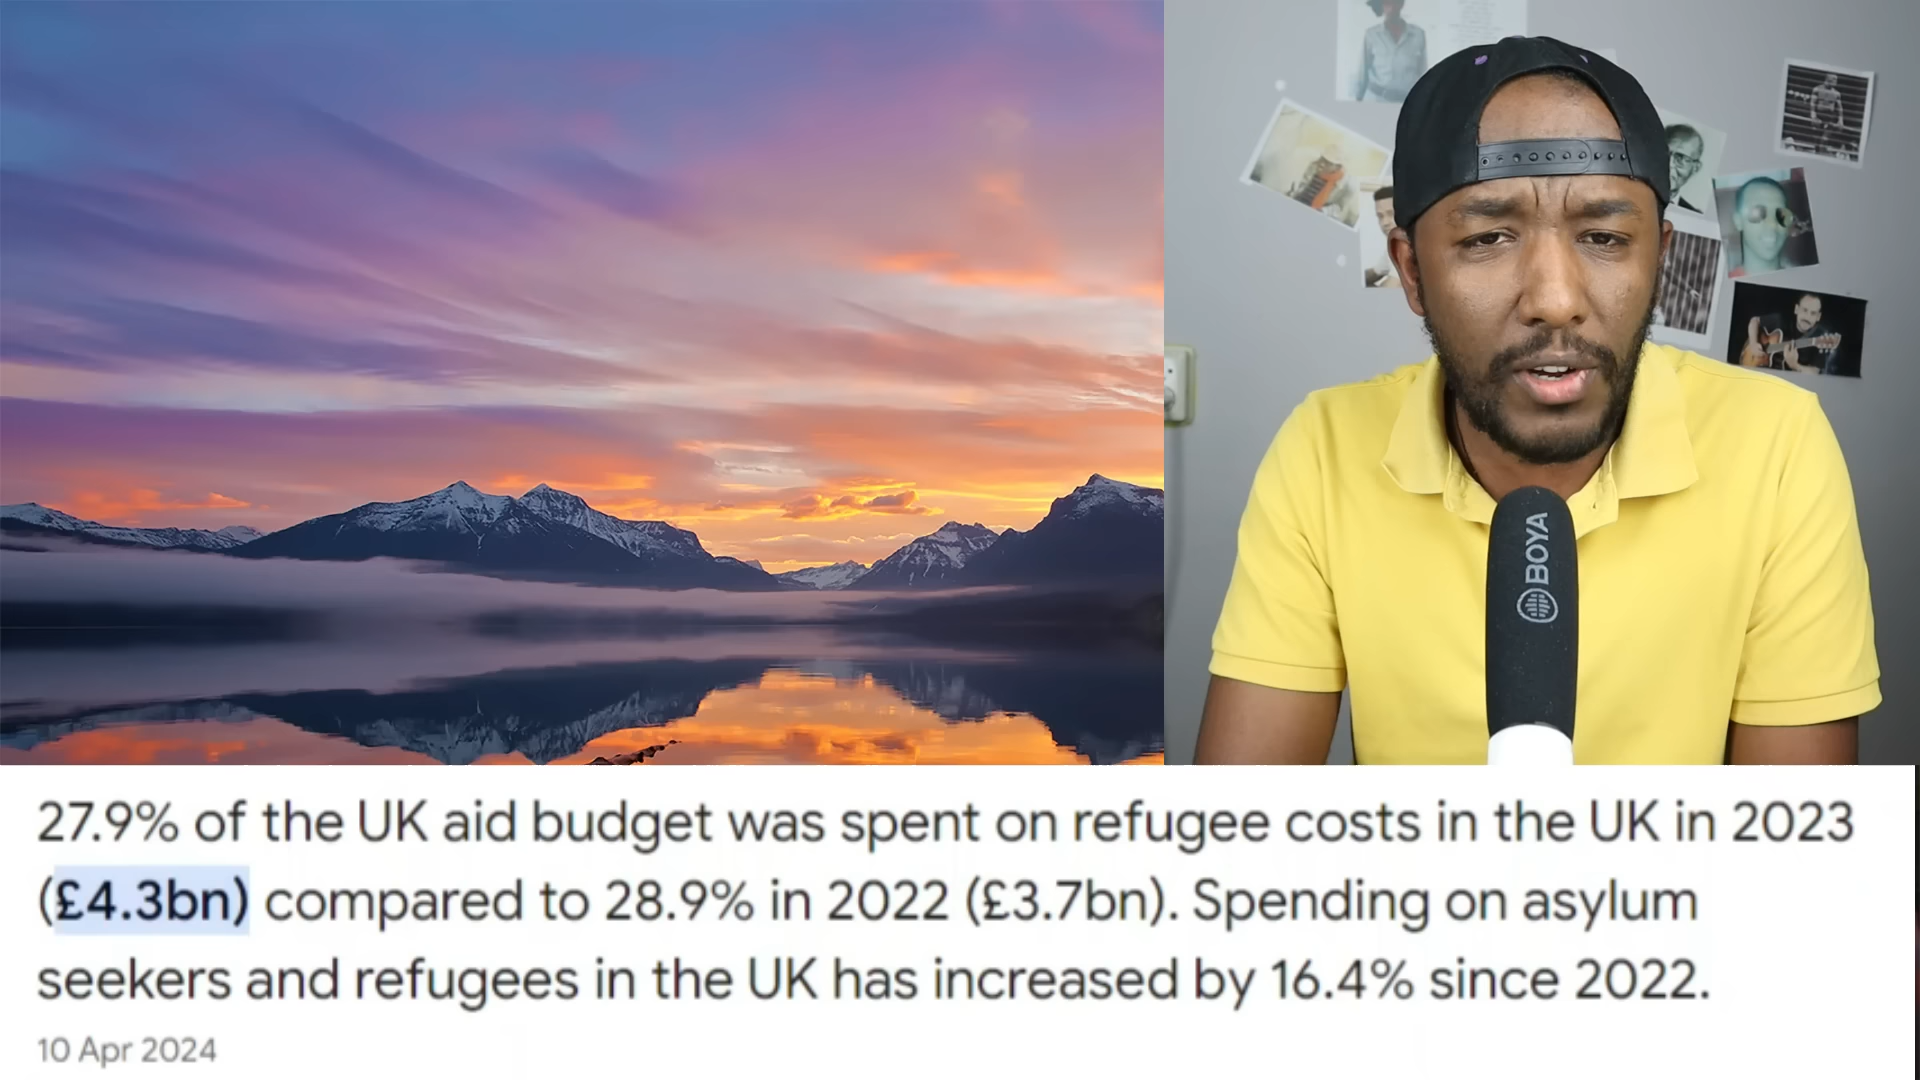 BOYA
27.9% of the UK aid budget was spent on refugee costs in the UK in 2023
(£4.3bn) compared to 28.9% in 2022 (£3.7bn). Spending on asylum
seekers and refugees in the UK has increased by 16.4% since 2022.
10 Apr 2024